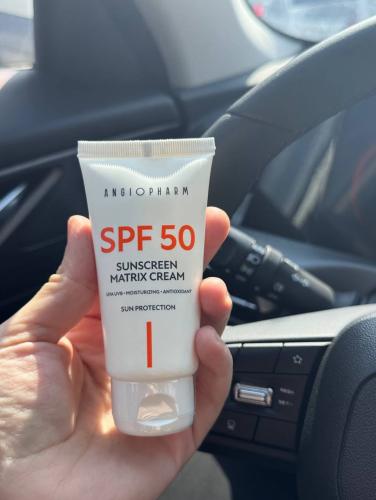 ANGIOPHARM
SPF 50
SUNSCREEN
MATRIX CREAM
UVA UVB • MOISTURIZING • ANTIOXIDANT
SUN PROTECTION